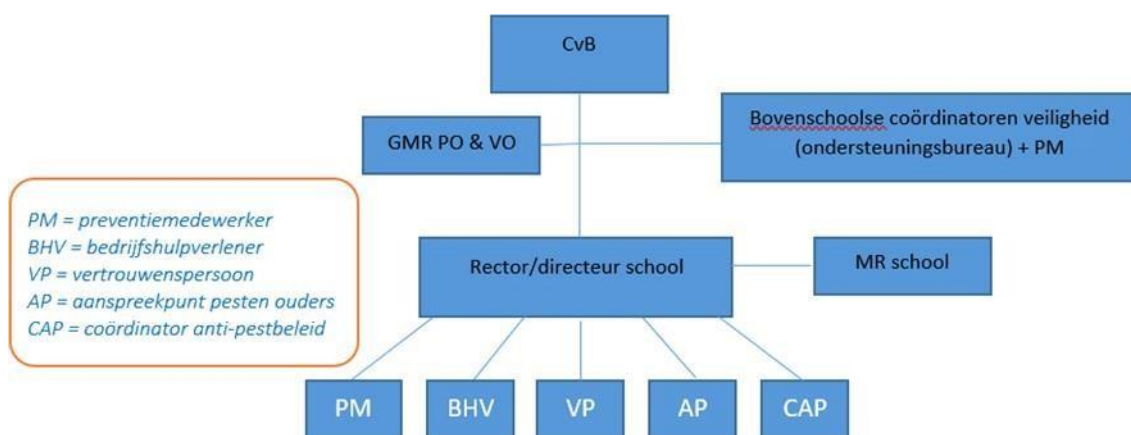 CvB
GMR PO & VO
Bovenschoolse coördinatoren veiligheid
(ondersteuningsbureau) + PM
PM = preventiemedewerker
BHV = bedrijfshulpverlener
VP = vertrouwenspersoon
AP = aanspreekpunt pesten ouders
CAP = coördinator anti-pestbeleid
Rector/directeur school
MR school
PM
BHV
VP
AP
CAP